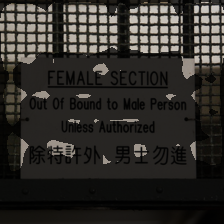 FEMALE SECTION
Out Of Bound to Male Person
Unless Authorized
除特許外、男士勿進